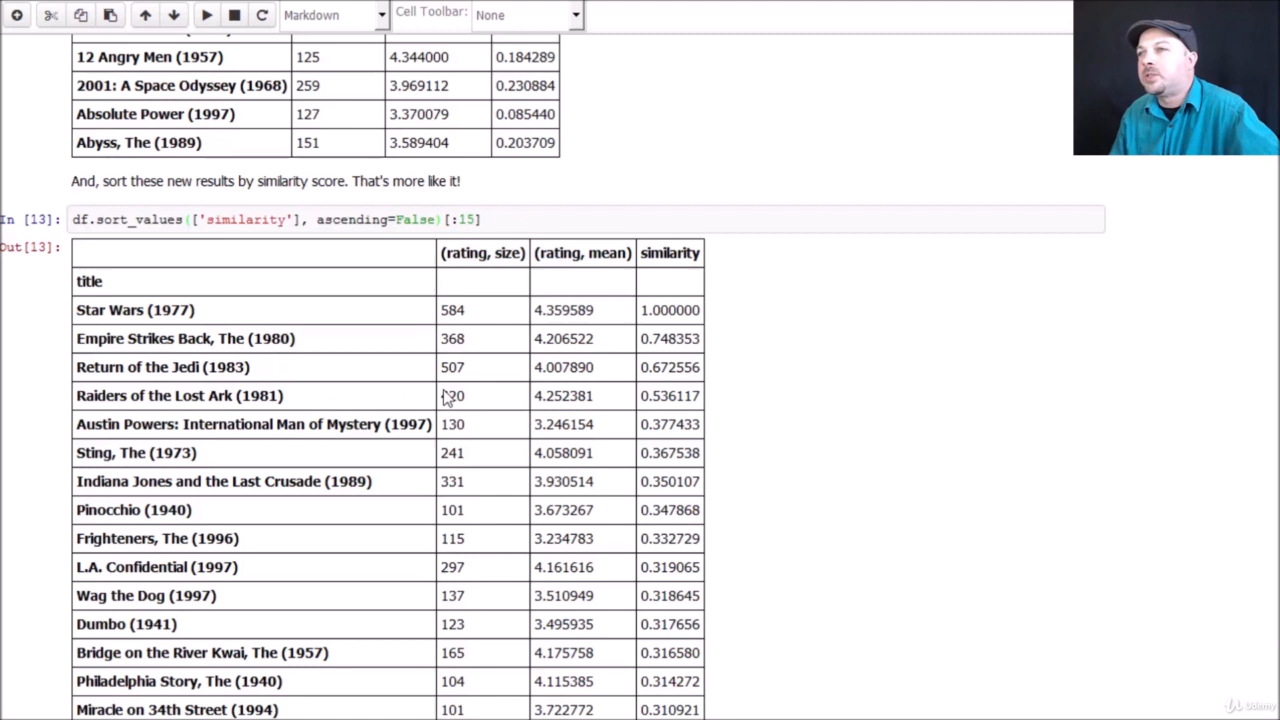 Markdown Cell Toolbar: None
12 Angry Men (1957) 125 4.344000 0.184289
2001: A Space Odyssey (1968) 259 3.969112 0.230884
Absolute Power (1997) 127 3.370079 0.085440
Abyss, The (1989) 151 3.589404 0.203709
And, sort these new results by similarity score. That's more like it!
In [13]: df.sort_values(['similarity'], ascending=False)[:15]
Out[13]:
(rating, size) (rating, mean) similarity
title
Star Wars (1977) 584 4.359589 1.000000
Empire Strikes Back, The (1980) 368 4.206522 0.748353
Return of the Jedi (1983) 507 4.007890 0.672556
Raiders of the Lost Ark (1981) 4.252381 0.536117
Austin Powers: International Man of Mystery (1997) 130 3.246154 0.377433
Sting, The (1973) 241 4.058091 0.367538
Indiana Jones and the Last Crusade (1989) 331 3.930514 0.350107
Pinocchio (1940) 101 3.673267 0.347868
Frighteners, The (1996) 115 3.234783 0.332729
L.A. Confidential (1997) 297 4.161616 0.319065
Wag the Dog (1997) 137 3.510949 0.318645
Dumbo (1941) 123 3.495935 0.317656
Bridge on the River Kwai, The (1957) 165 4.175758 0.316580
Philadelphia Story, The (1940) 104 4.115385 0.314272
Miracle on 34th Street (1994) 101 3.722772 0.310921
Udemy